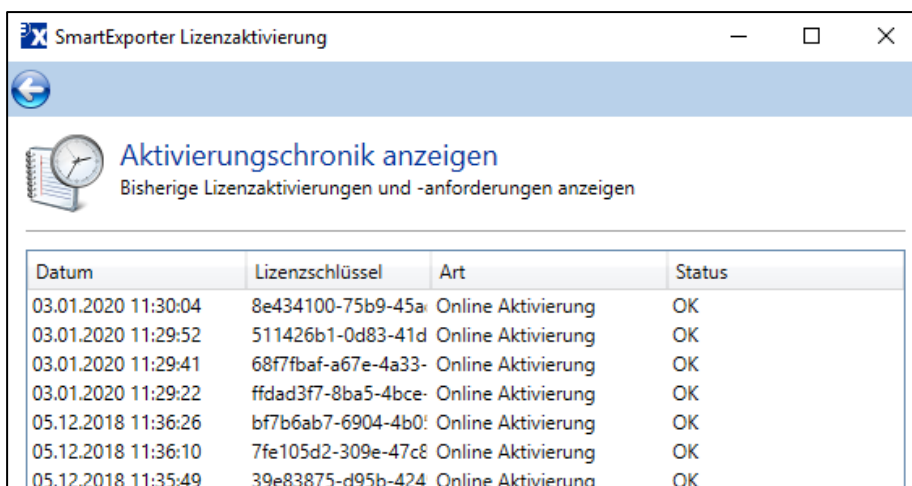 SmartExporter Lizenzaktivierung
Aktivierungschronik anzeigen
Bisherige Lizenzaktivierungen und -anforderungen anzeigen
Datum Lizenzschlüssel Art Status
03.01.2020 11:30:04 8e434100-75b9-45a Online Aktivierung OK
03.01.2020 11:29:52 511426b1-0d83-41d Online Aktivierung OK
03.01.2020 11:29:41 68f7fbaf-a67e-4a33- Online Aktivierung OK
03.01.2020 11:29:22 ffdad3f7-8ba5-4bce- Online Aktivierung OK
05.12.2018 11:36:26 bf7b6ab7-6904-4b0 Online Aktivierung OK
05.12.2018 11:36:10 7fe105d2-309e-47c8 Online Aktivierung OK
05.12.2018 11:35:49 39e83875-d95b-424 Online Aktivierung OK